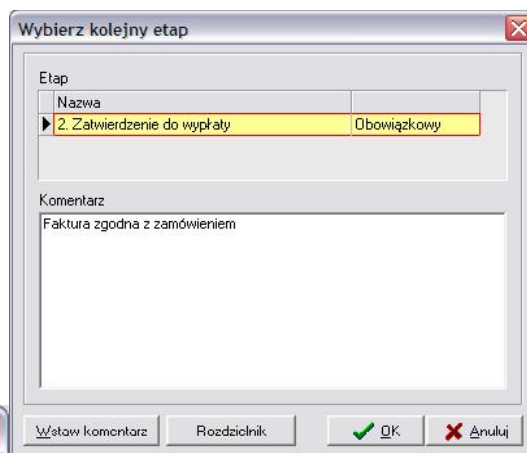 Wybierz kolejny etap
Etap
Nazwa
2. Zatwierdzenie do wypłaty Obowiązkowy
Komentarz
Faktura zgodna z zamówieniem
Wstaw komentarz Rozdzielnik OK Anuluj